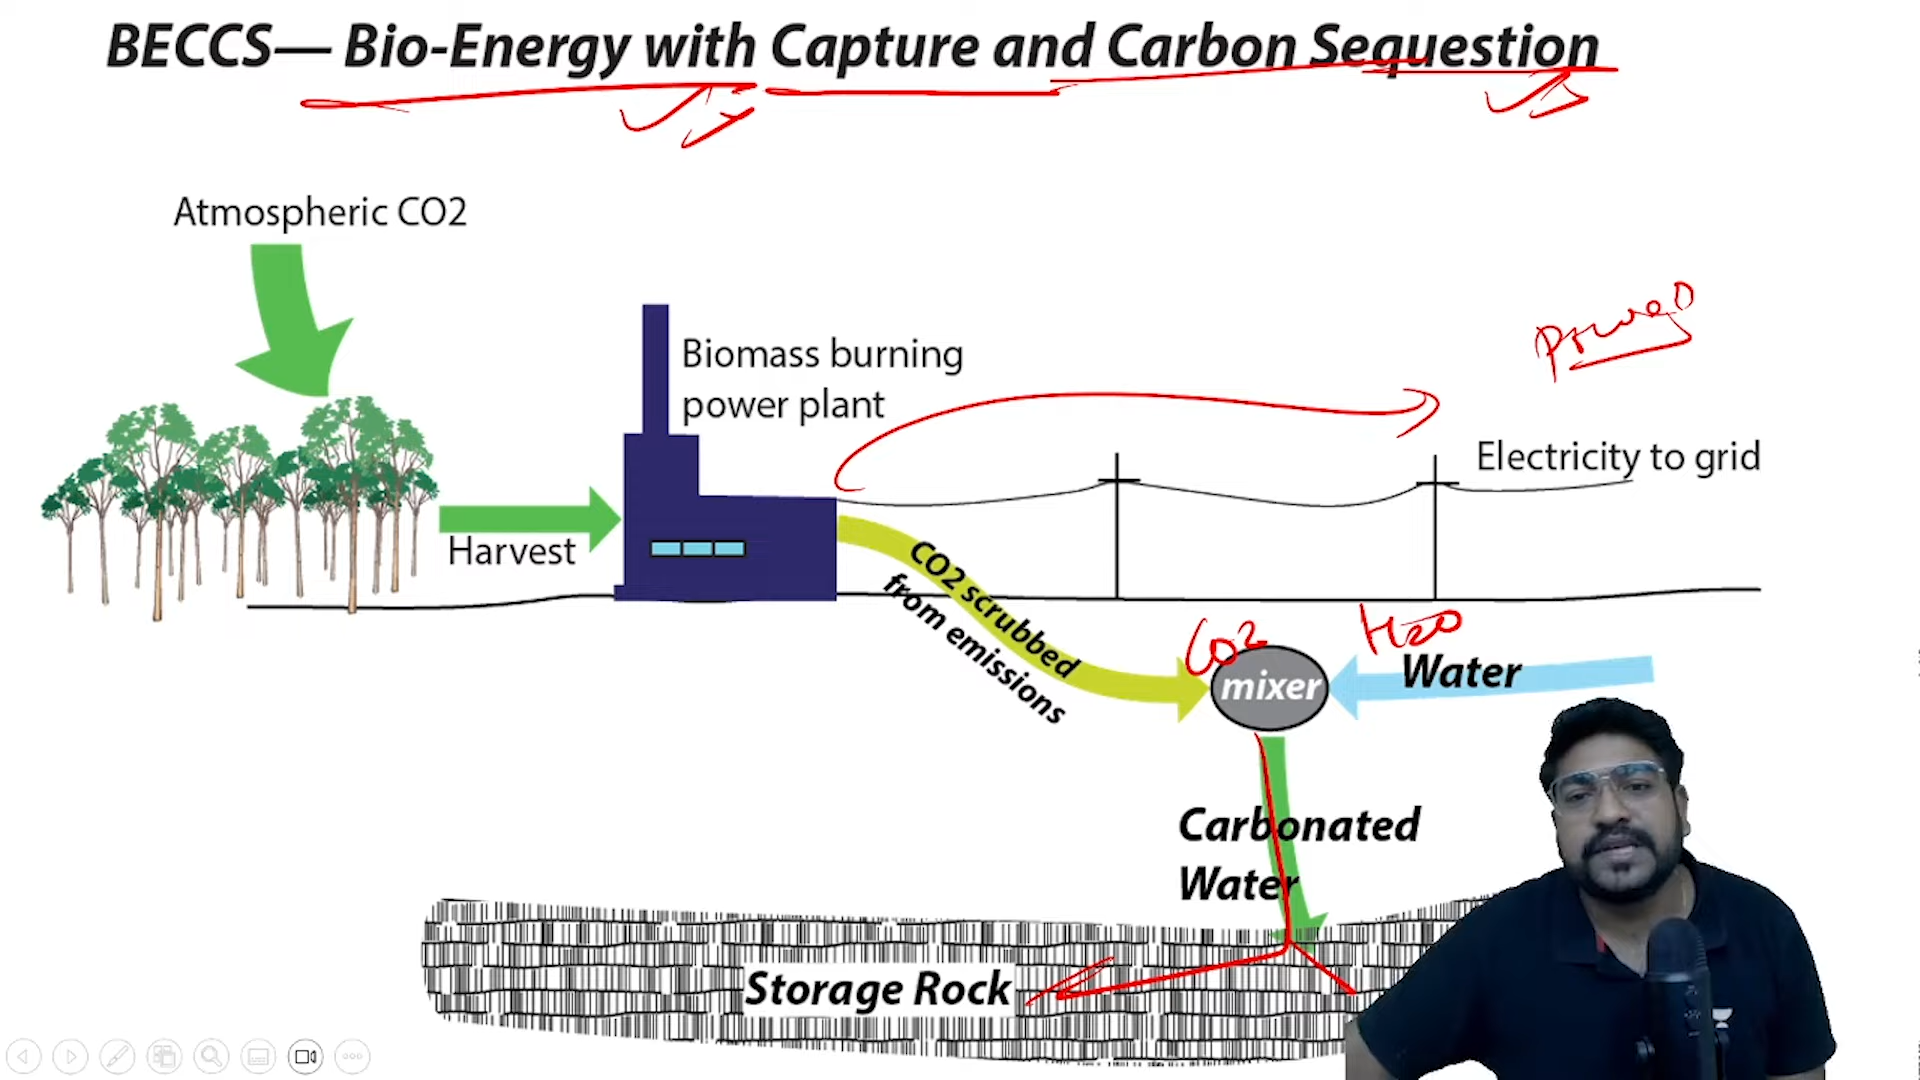 BECCS— Bio-Energy with Capture and Carbon Sequestion
Atmospheric CO2
Biomass burning
power plant
Electricity to grid
Harvest
CO2 scrubbed
from emissions
CO2
H2O
mixer
Water
Carbonated
Water
Storage Rock